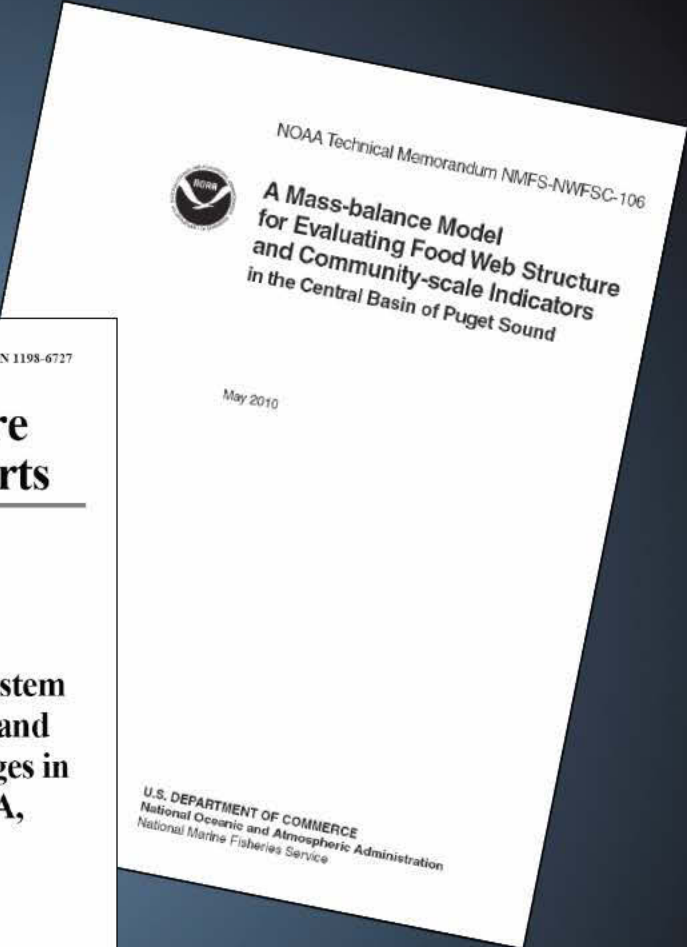 NOAA Technical Memorandum NMFS-NWFSC-106
NOAA
A Mass-balance Model
for Evaluating Food Web Structure
and Community-scale Indicators
in the Central Basin of Puget Sound
May 2010
U.S. DEPARTMENT OF COMMERCE
National Oceanic and Atmospheric Administration
National Marine Fisheries Service
N 1198-6727
re
rts
stem
and
ges in
A,